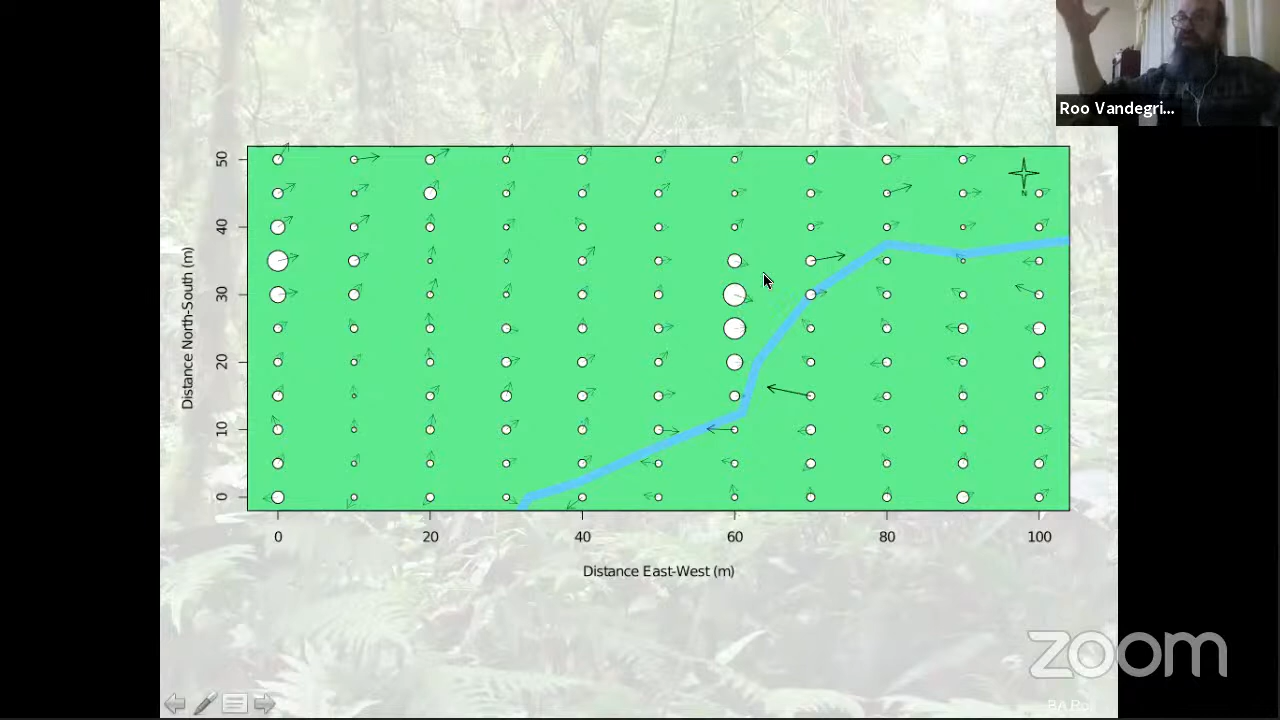 Roo Vandegri...
50
40
30
20
10
0
Distance North-South (m)
N
0 20 40 60 80 100
Distance East-West (m)
zoom